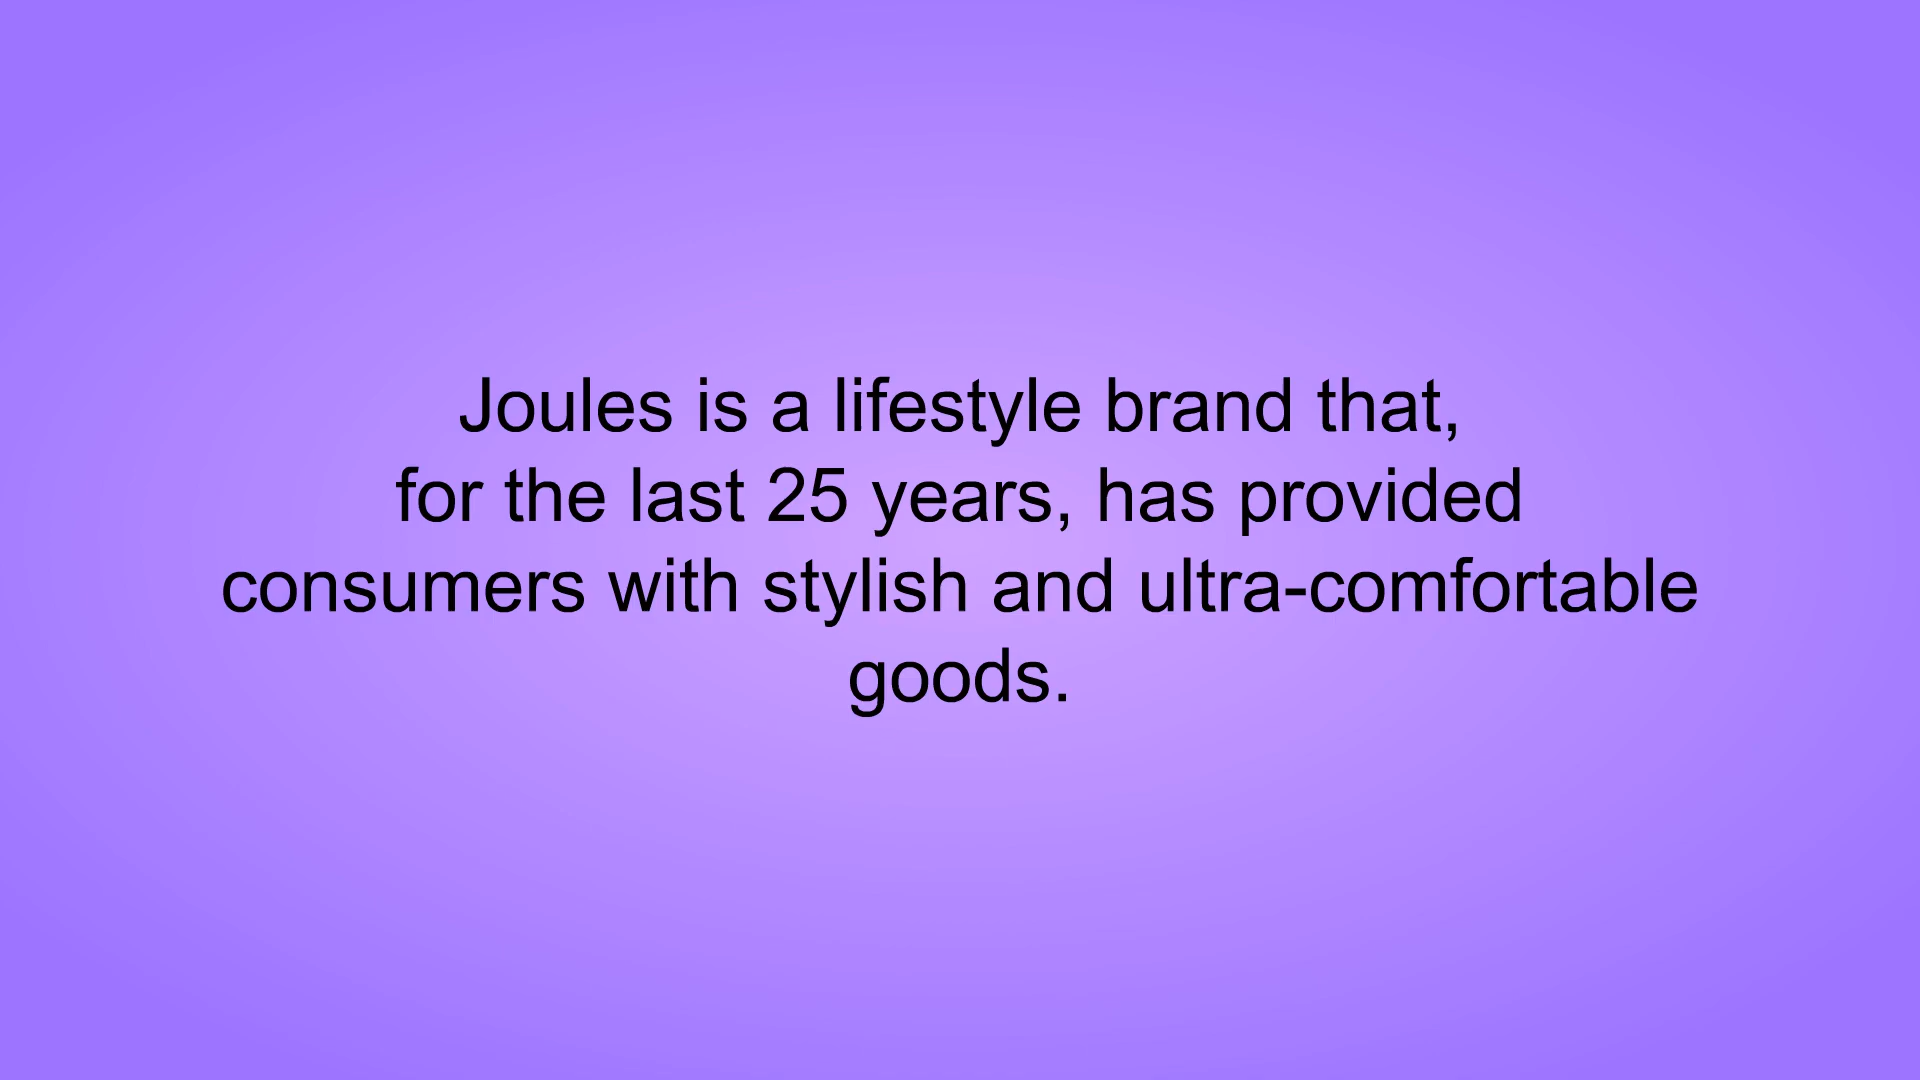 Joules is a lifestyle brand that,
for the last 25 years, has provided
consumers with stylish and ultra-comfortable
goods.